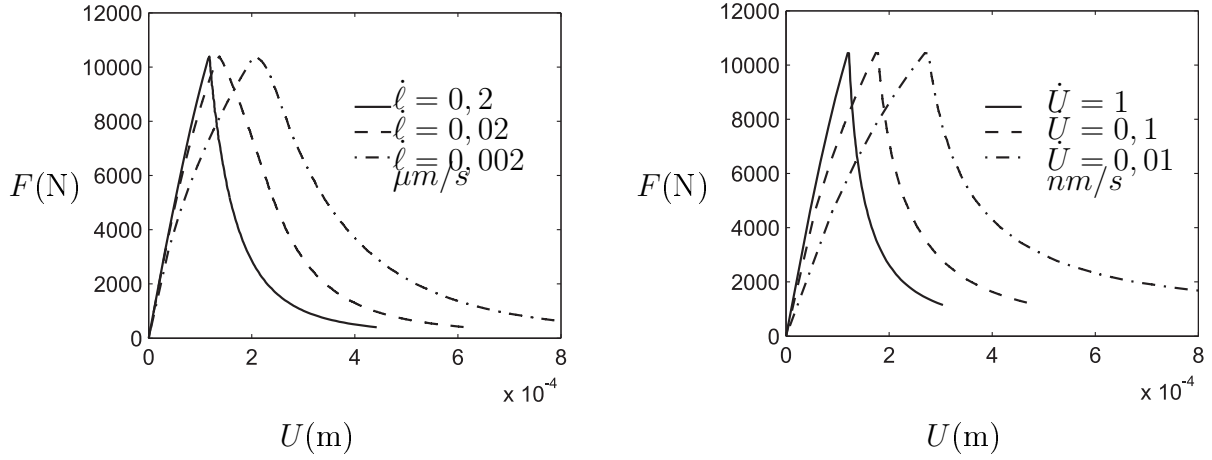 12000
10000
8000
6000
4000
2000
0
F(N)
ℓ̇ = 0, 2
ℓ̇ = 0, 02
ℓ̇ = 0, 002
μm/s
0 2 4 6 8
x 10⁻⁴
U(m)
12000
10000
8000
6000
4000
2000
0
F(N)
U̇ = 1
U̇ = 0, 1
U̇ = 0, 01
nm/s
0 2 4 6 8
x 10⁻⁴
U(m)